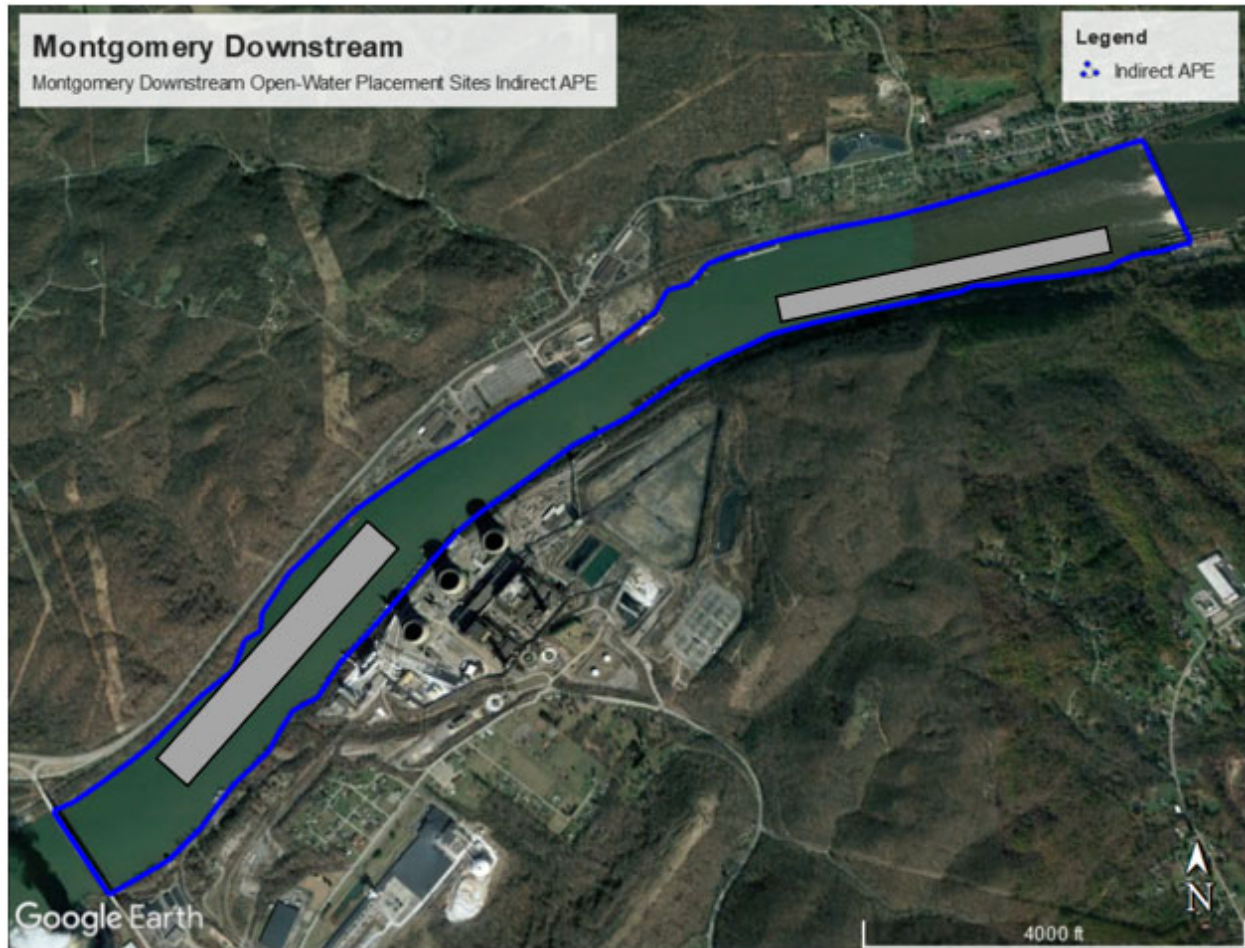 Montgomery Downstream
Montgomery Downstream Open-Water Placement Sites Indirect APE
Legend
Indirect APE
N
Google Earth
4000 ft